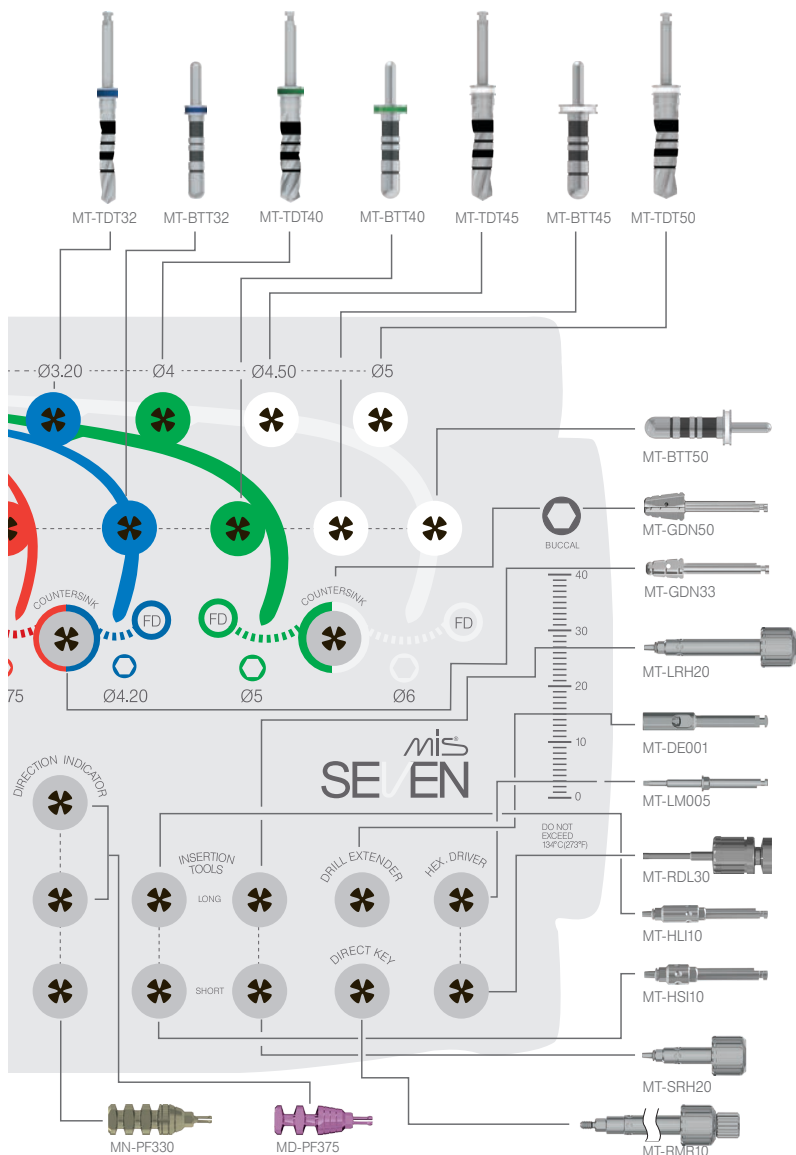 MT-TDT32
MT-BTT32
MT-TDT40
MT-BTT40
MT-TDT45
MT-BTT45
MT-TDT50
Ø3.20
Ø4
Ø4.50
Ø5
MT-BTT50
MT-GDN50
BUCCAL
MT-GDN33
COUNTERSINK
COUNTERSINK
40
FD
FD
FD
30
MT-LRH20
75
Ø4.20
Ø5
Ø6
20
MT-DE001
mis®
SEVEN
10
MT-LM005
0
DIRECTION INDICATOR
DO NOT
EXCEED
134°C(273°F)
INSERTION
TOOLS
DRILL EXTENDER
HEX. DRIVER
MT-RDL30
LONG
MT-HLI10
DIRECT KEY
SHORT
MT-HSI10
MT-SRH20
MN-PF330
MD-PF375
MT-RMR10